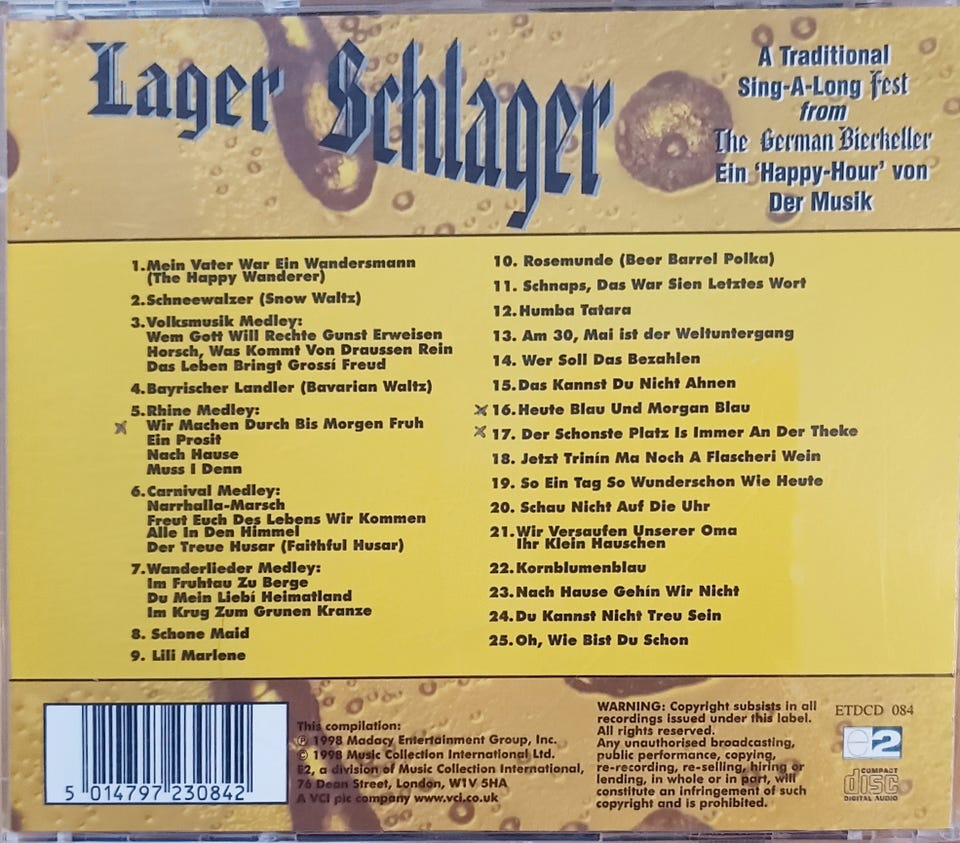 Lager Schlager
A Traditional
Sing-A-Long Fest
from
The German Bierkeller
Ein 'Happy-Hour' von
Der Musik
1. Mein Vater War Ein Wandersmann
(The Happy Wanderer)
2. Schneewalzer (Snow Waltz)
3. Volksmusik Medley:
Wem Gott Will Rechte Gunst Erweisen
Horsch, Was Kommt Von Draussen Rein
Das Leben Bringt Grossí Freud
4. Bayrischer Landler (Bavarian Waltz)
5. Rhine Medley:
Wir Machen Durch Bis Morgen Fruh
Ein Prosit
Nach Hause
Muss I Denn
6. Carnival Medley:
Narrhalla-Marsch
Freut Euch Des Lebens Wir Kommen
Alle In Den Himmel
Der Treue Husar (Faithful Husar)
7. Wanderlieder Medley:
Im Fruhtau Zu Berge
Du Mein Liebí Heimatland
Im Krug Zum Grunen Kranze
8. Schone Maid
9. Lili Marlene
10. Rosemunde (Beer Barrel Polka)
11. Schnaps, Das War Sien Letztes Wort
12. Humba Tatara
13. Am 30, Mai ist der Weltuntergang
14. Wer Soll Das Bezahlen
15. Das Kannst Du Nicht Ahnen
16. Heute Blau Und Morgan Blau
17. Der Schonste Platz Is Immer An Der Theke
18. Jetzt Trinín Ma Noch A Flascheri Wein
19. So Ein Tag So Wunderschon Wie Heute
20. Schau Nicht Auf Die Uhr
21. Wir Versaufen Unserer Oma
Ihr Klein Hauschen
22. Kornblumenblau
23. Nach Hause Gehín Wir Nicht
24. Du Kannst Nicht Treu Sein
25. Oh, Wie Bist Du Schon
5 014797 230842
This compilation:
℗ 1998 Madacy Entertainment Group, Inc.
© 1998 Music Collection International Ltd.
E2, a division of Music Collection International,
76 Dean Street, London, W1V 5HA
A VCI plc company www.vci.co.uk
WARNING: Copyright subsists in all
recordings issued under this label.
All rights reserved.
Any unauthorised broadcasting,
public performance, copying,
re-recording, re-selling, hiring or
lending, in whole or in part, will
constitute an infringement of such
copyright and is prohibited.
ETDCD 084
2
COMPACT
disc
DIGITAL AUDIO